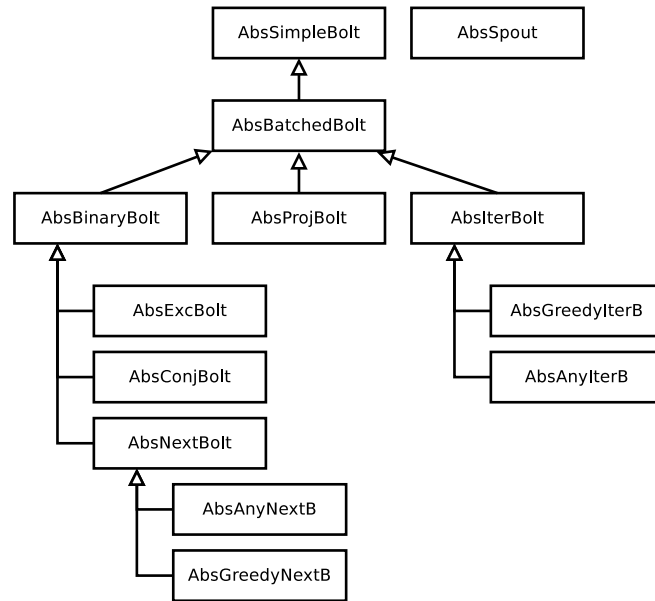 AbsSimpleBolt
AbsSpout
AbsBatchedBolt
AbsBinaryBolt
AbsProjBolt
AbsIterBolt
AbsExcBolt
AbsGreedyIterB
AbsConjBolt
AbsAnyIterB
AbsNextBolt
AbsAnyNextB
AbsGreedyNextB